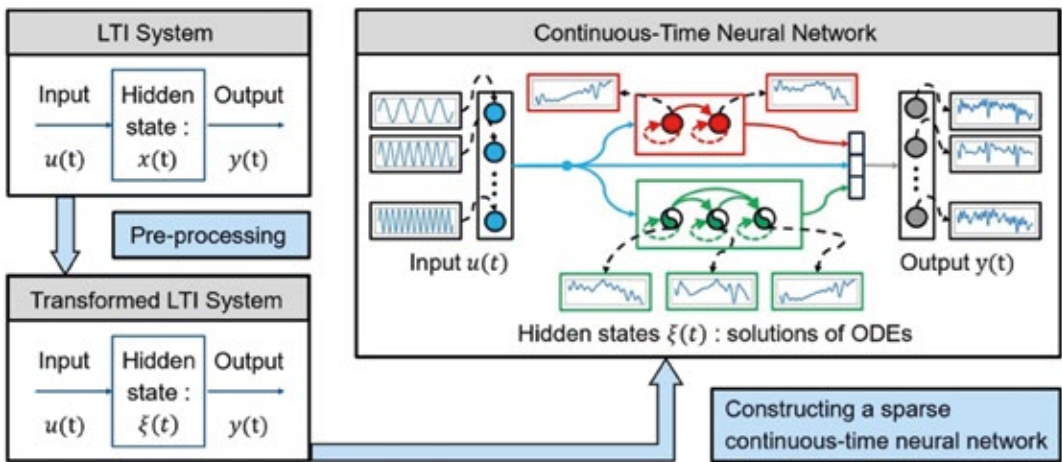 LTI System
Input Hidden Output
state :
u(t) x(t) y(t)
Pre-processing
Transformed LTI System
Input Hidden Output
state :
u(t) ξ(t) y(t)
Continuous-Time Neural Network
Input u(t)
Output y(t)
Hidden states ξ(t) : solutions of ODEs
Constructing a sparse
continuous-time neural network